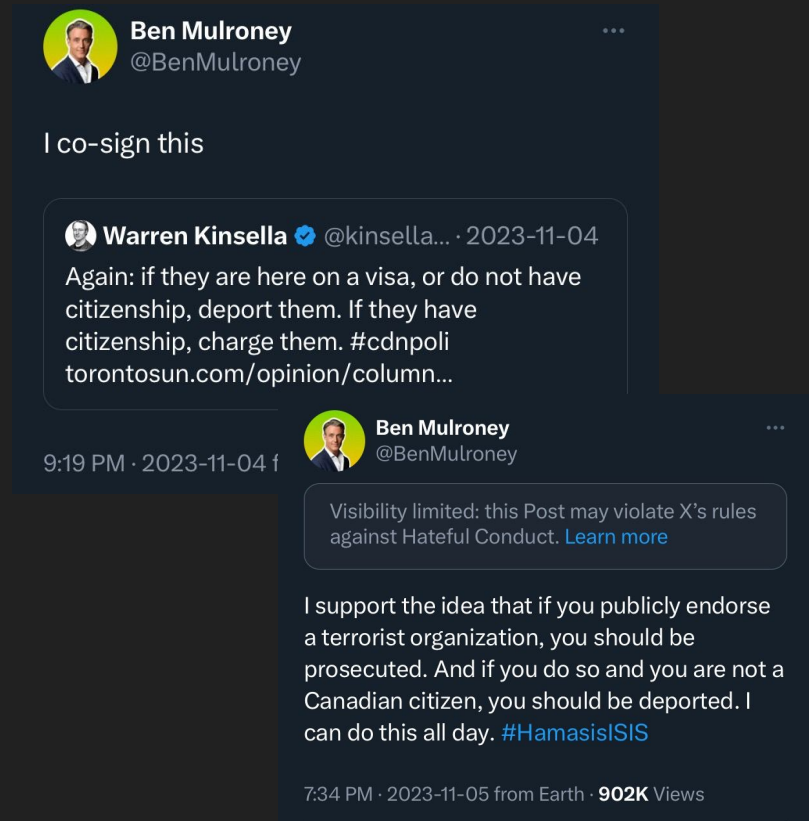 Ben Mulroney
@BenMulroney
I co-sign this
Warren Kinsella @kinsella... · 2023-11-04
Again: if they are here on a visa, or do not have
citizenship, deport them. If they have
citizenship, charge them. #cdnpoli
torontosun.com/opinion/column...
9:19 PM · 2023-11-04 f
Ben Mulroney
@BenMulroney
Visibility limited: this Post may violate X's rules
against Hateful Conduct. Learn more
I support the idea that if you publicly endorse
a terrorist organization, you should be
prosecuted. And if you do so and you are not a
Canadian citizen, you should be deported. I
can do this all day. #HamasisISIS
7:34 PM · 2023-11-05 from Earth · 902K Views